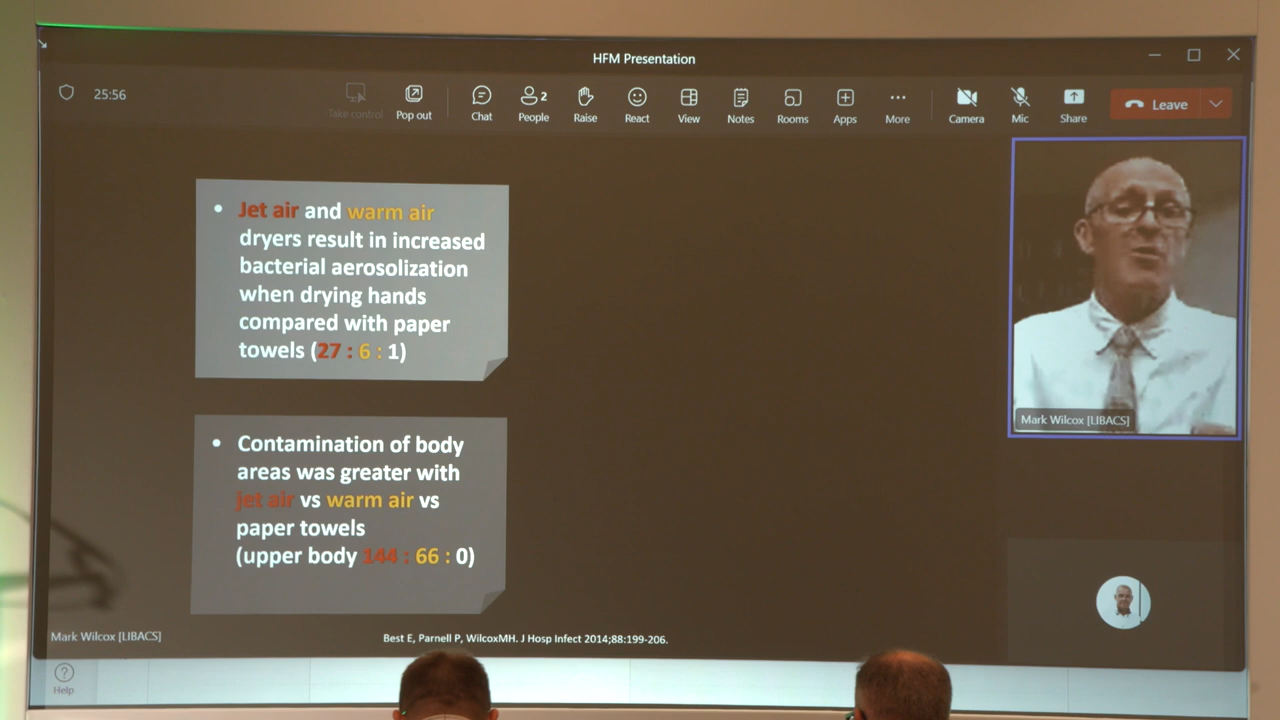 HFM Presentation
25:56
Take control
Pop out
Chat
People
2
Raise
React
View
Notes
Rooms
Apps
More
Camera
Mic
Share
Leave
• Jet air and warm air
dryers result in increased
bacterial aerosolization
when drying hands
compared with paper
towels (27 : 6 : 1)
• Contamination of body
areas was greater with
jet air vs warm air vs
paper towels
(upper body 144 : 66 : 0)
Mark Wilcox [LIBACS]
Mark Wilcox [LIBACS]
Best E, Parnell P, WilcoxMH. J Hosp Infect 2014;88:199-206.
Help